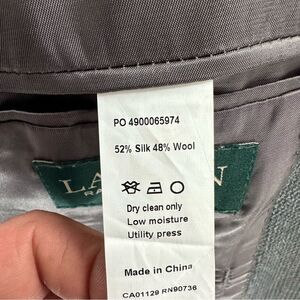 PO 4900065974
52% Silk 48% Wool
Dry clean only
Low moisture
Utility press
Made in China
CA01129 RN90736